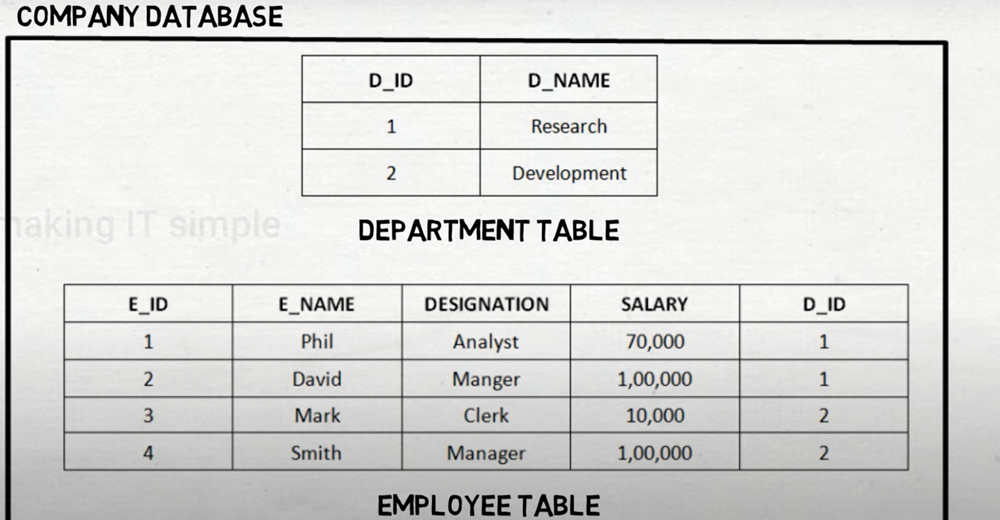 COMPANY DATABASE
D_ID D_NAME
1 Research
2 Development
making IT simple
DEPARTMENT TABLE
E_ID E_NAME DESIGNATION SALARY D_ID
1 Phil Analyst 70,000 1
2 David Manger 1,00,000 1
3 Mark Clerk 10,000 2
4 Smith Manager 1,00,000 2
EMPLOYEE TABLE